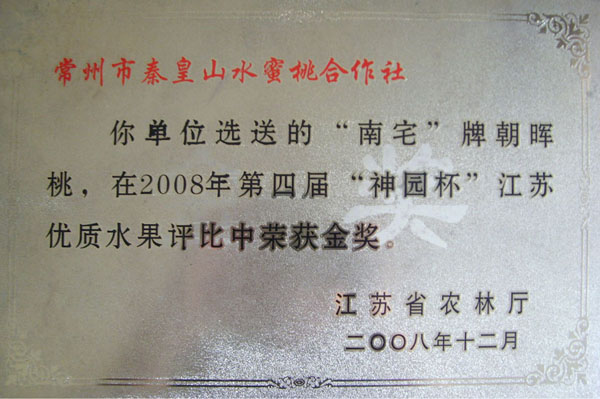 常州市秦皇山水蜜桃合作社
你单位选送的“南宅”牌朝晖
桃，在2008年第四届“神园杯”江苏
优质水果评比中荣获金奖。
江苏省农林厅
二〇〇八年十二月